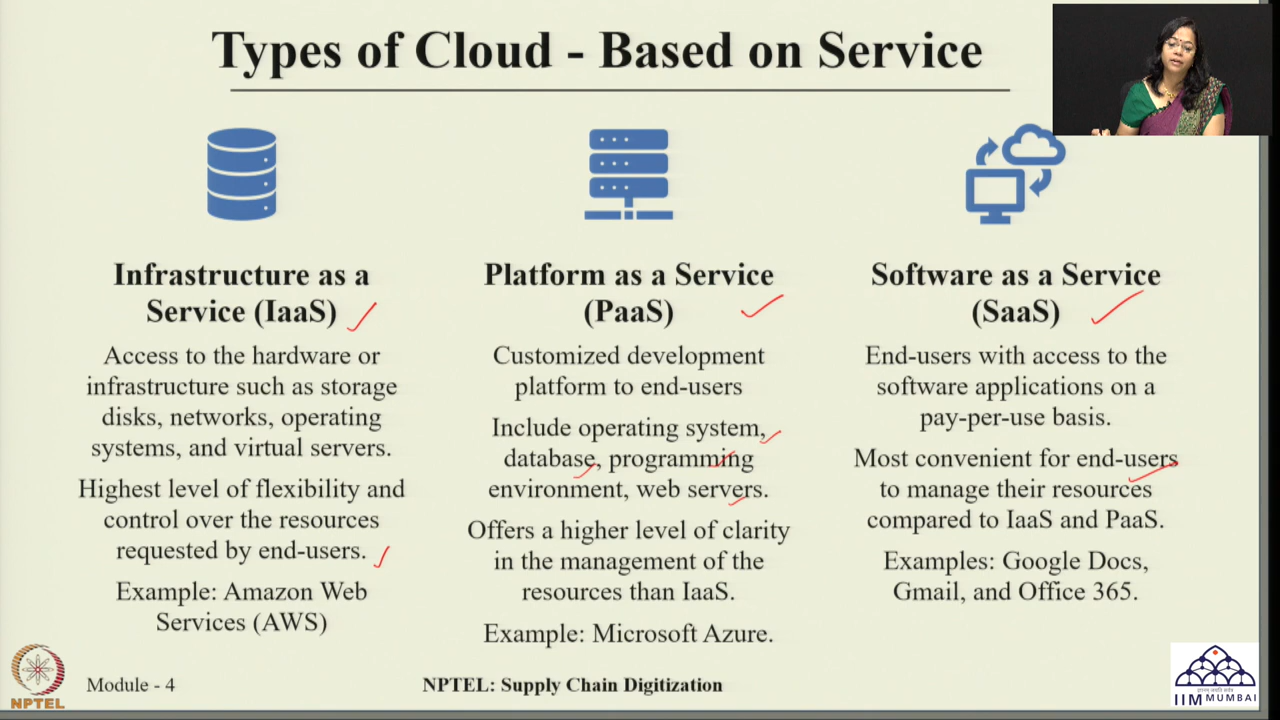 Types of Cloud - Based on Service
Infrastructure as a
Service (IaaS)
Access to the hardware or
infrastructure such as storage
disks, networks, operating
systems, and virtual servers.
Highest level of flexibility and
control over the resources
requested by end-users.
Example: Amazon Web
Services (AWS)
Platform as a Service
(PaaS)
Customized development
platform to end-users
Include operating system,
database, programming
environment, web servers.
Offers a higher level of clarity
in the management of the
resources than IaaS.
Example: Microsoft Azure.
Software as a Service
(SaaS)
End-users with access to the
software applications on a
pay-per-use basis.
Most convenient for end-users
to manage their resources
compared to IaaS and PaaS.
Examples: Google Docs,
Gmail, and Office 365.
NPTEL
Module - 4
NPTEL: Supply Chain Digitization
IIM MUMBAI